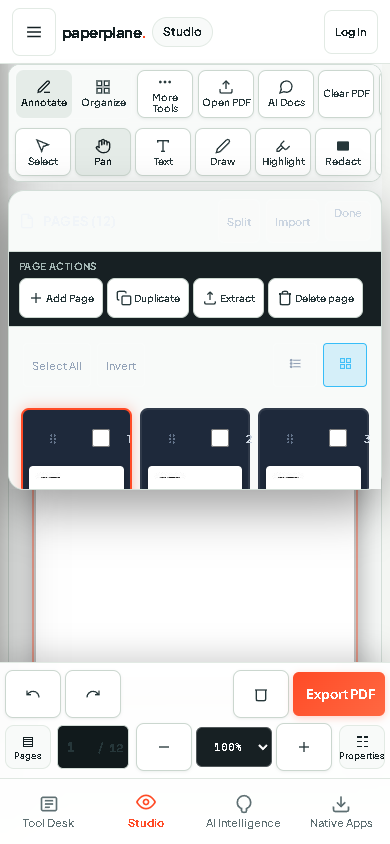 paperplane. Studio Log In
Annotate Organize More Tools Open PDF AI Docs Clear PDF
Select Pan Text Draw Highlight Redact
PAGES (12) Split Import Done
PAGE ACTIONS
Add Page Duplicate Extract Delete page
Select All Invert
1 2 3
Export PDF
Pages 1 / 12 100% Properties
Tool Desk Studio AI Intelligence Native Apps